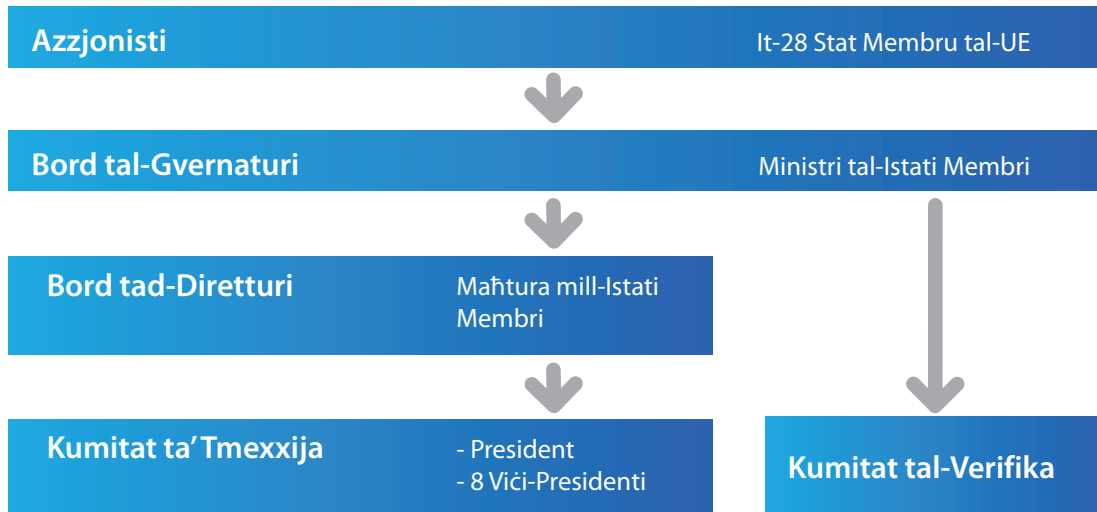 Azzjonisti
It-28 Stat Membru tal-UE
Bord tal-Gvernaturi
Ministri tal-Istati Membri
Bord tad-Diretturi
Maħtura mill-Istati
Membri
Kumitat ta’ Tmexxija
- President
- 8 Viċi-Presidenti
Kumitat tal-Verifika